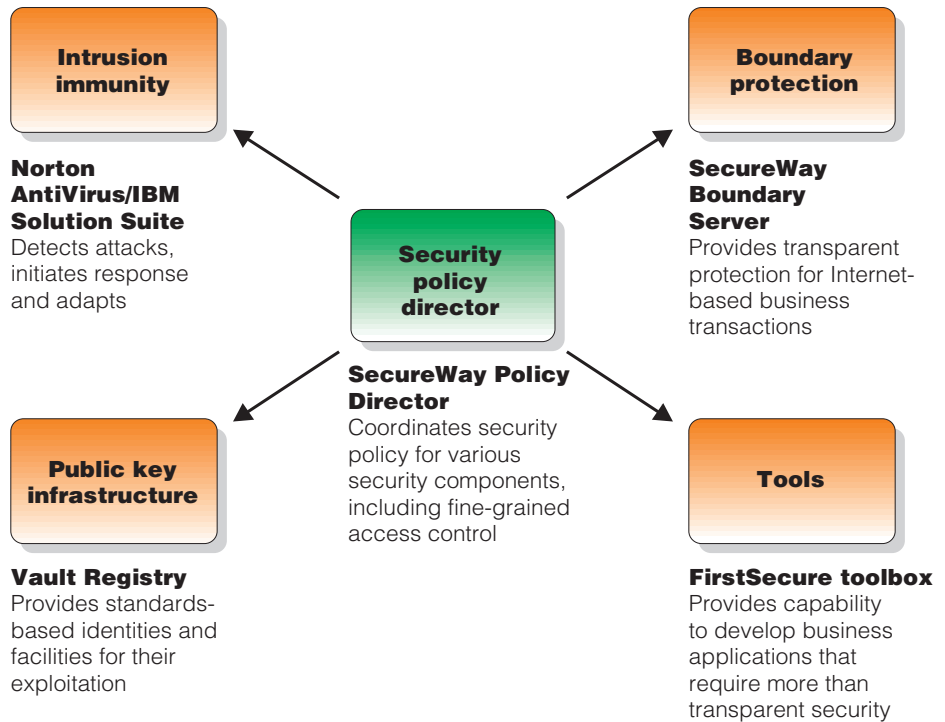 Intrusion
immunity
Norton
AntiVirus/IBM
Solution Suite
Detects attacks,
initiates response
and adapts
Boundary
protection
SecureWay
Boundary
Server
Provides transparent
protection for Internet-
based business
transactions
Security
policy
director
SecureWay Policy
Director
Coordinates security
policy for various
security components,
including fine-grained
access control
Public key
infrastructure
Vault Registry
Provides standards-
based identities and
facilities for their
exploitation
Tools
FirstSecure toolbox
Provides capability
to develop business
applications that
require more than
transparent security